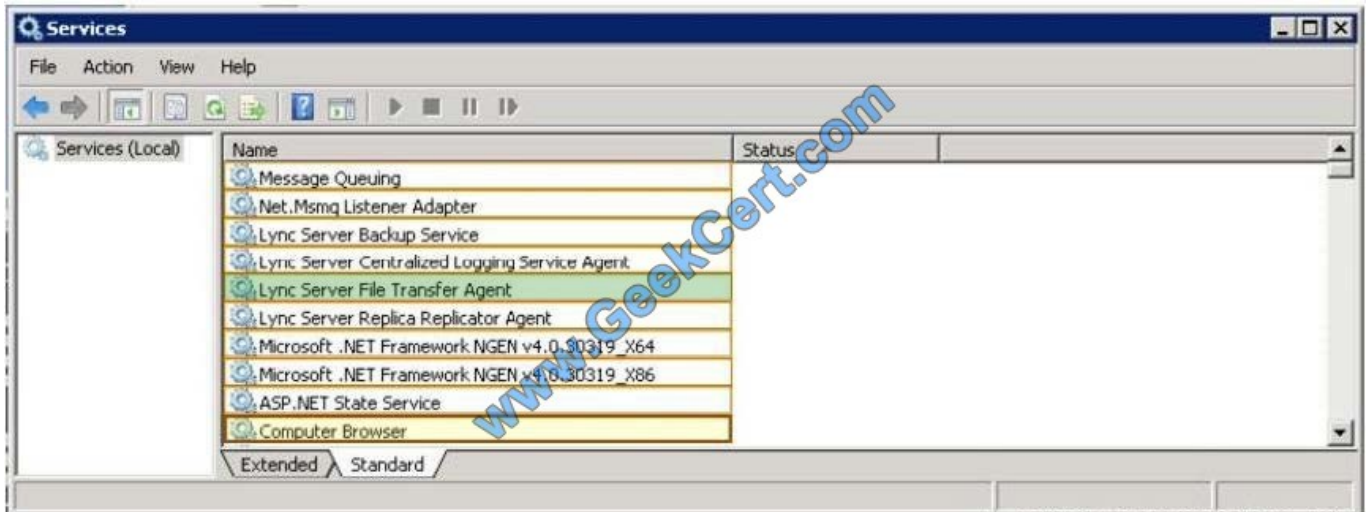 Services
File Action View Help
Services (Local)
Name Status
Message Queuing
Net.Msmq Listener Adapter
Lync Server Backup Service
Lync Server Centralized Logging Service Agent
Lync Server File Transfer Agent
Lync Server Replica Replicator Agent
Microsoft .NET Framework NGEN v4.0.30319_X64
Microsoft .NET Framework NGEN v4.0.30319_X86
ASP.NET State Service
Computer Browser
Extended Standard
www.GeekCert.com